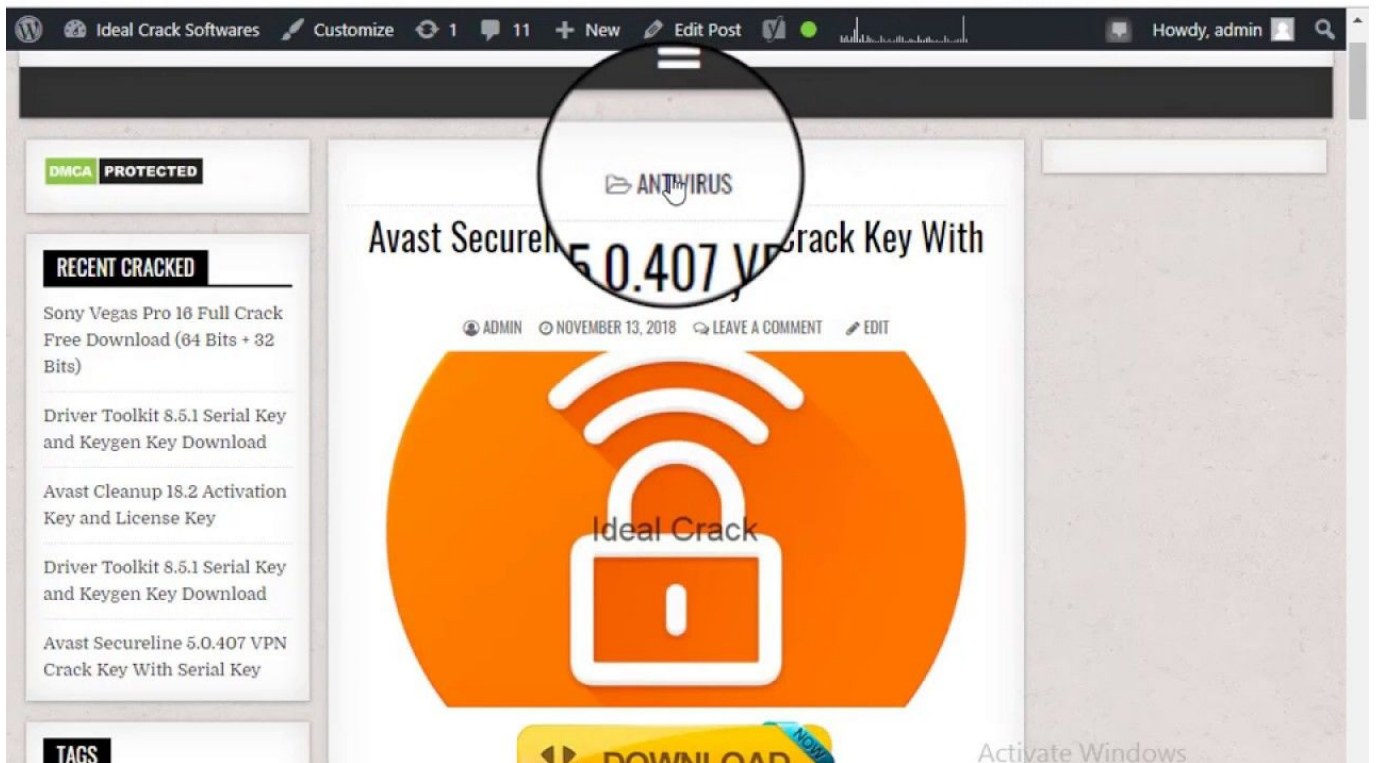 Ideal Crack Softwares Customize 1 11 + New Edit Post Howdy, admin
DMCA PROTECTED
RECENT CRACKED
Sony Vegas Pro 16 Full Crack
Free Download (64 Bits + 32
Bits)
Driver Toolkit 8.5.1 Serial Key
and Keygen Key Download
Avast Cleanup 18.2 Activation
Key and License Key
Driver Toolkit 8.5.1 Serial Key
and Keygen Key Download
Avast Secureline 5.0.407 VPN
Crack Key With Serial Key
TAGS
ANTIVIRUS
Avast 5.0.407 Crack Key With
ADMIN NOVEMBER 13, 2018 LEAVE A COMMENT EDIT
Ideal Crack
DOWNLOAD
NOW
Activate Windows